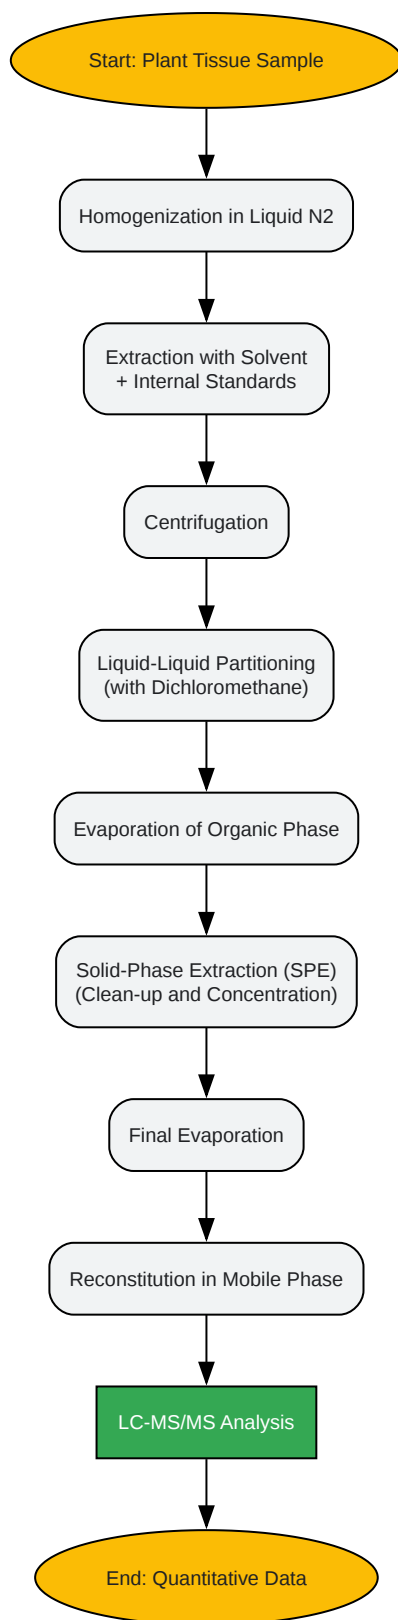 Start: Plant Tissue Sample
Homogenization in Liquid N2
Extraction with Solvent
+ Internal Standards
Centrifugation
Liquid-Liquid Partitioning
(with Dichloromethane)
Evaporation of Organic Phase
Solid-Phase Extraction (SPE)
(Clean-up and Concentration)
Final Evaporation
Reconstitution in Mobile Phase
LC-MS/MS Analysis
End: Quantitative Data